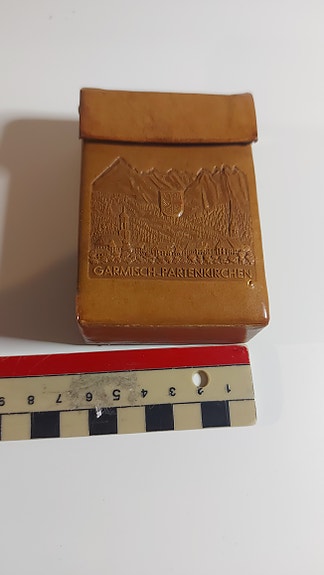 GARMISCH-PARTENKIRCHEN
1 2 3 4 5 6 7 8 9